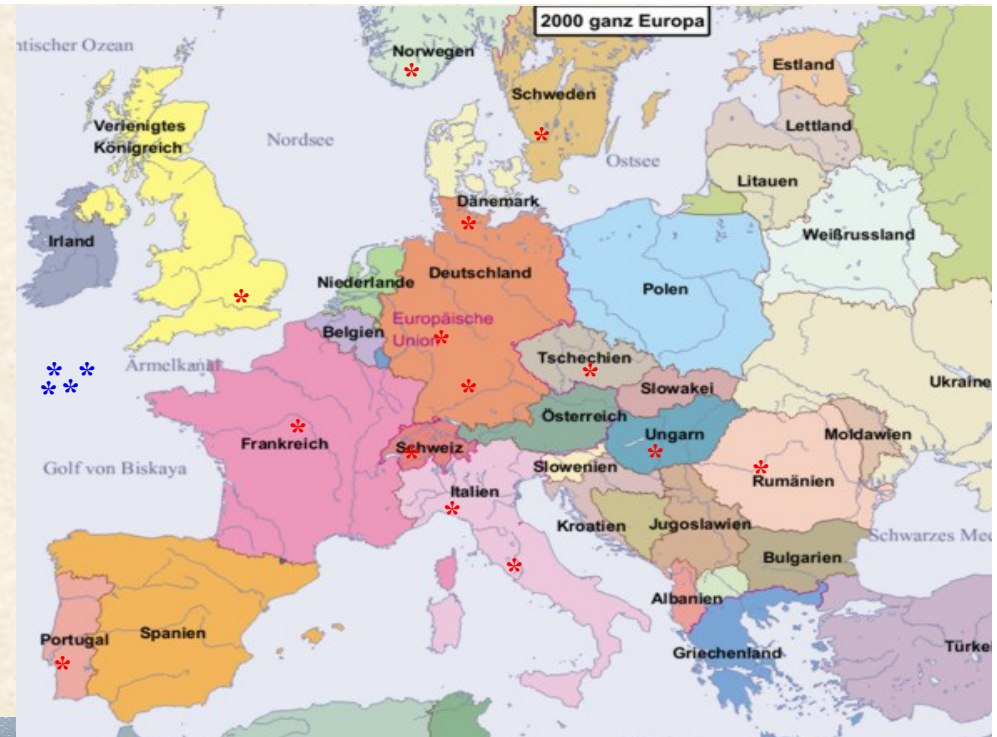 2000 ganz Europa
ntischer Ozean
Norwegen
Estland
Schweden
Verienigtes
Königreich
Lettland
Nordsee
Ostsee
Litauen
Dänemark
Irland
Weißrussland
Deutschland
Niederlande
Polen
Europäische
Union
Belgien
Ärmelkanal
Tschechien
Ukraine
Slowakei
Österreich
Frankreich
Schweiz
Ungarn
Moldawien
Golf von Biskaya
Slowenien
Rumänien
Italien
Kroatien
Jugoslawien
Schwarzes Mee
Bulgarien
Albanien
Portugal
Spanien
Griechenland
Türkei